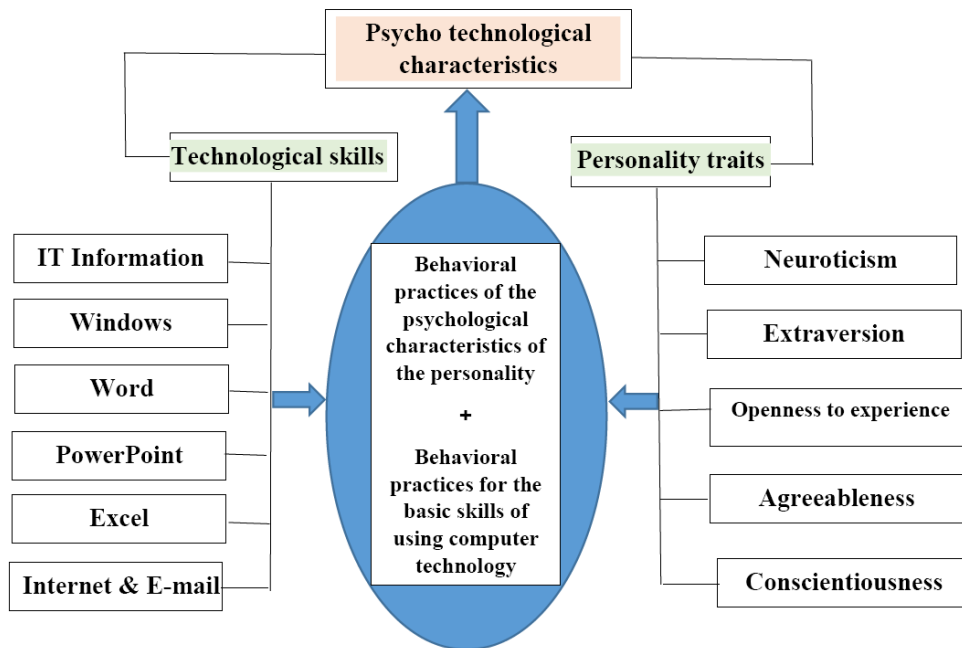 Psycho technological
characteristics
Technological skills
IT Information
Windows
Word
PowerPoint
Excel
Internet & E-mail
Behavioral
practices of the
psychological
characteristics of
the personality
+
Behavioral
practices for the
basic skills of
using computer
technology
Personality traits
Neuroticism
Extraversion
Openness to experience
Agreeableness
Conscientiousness